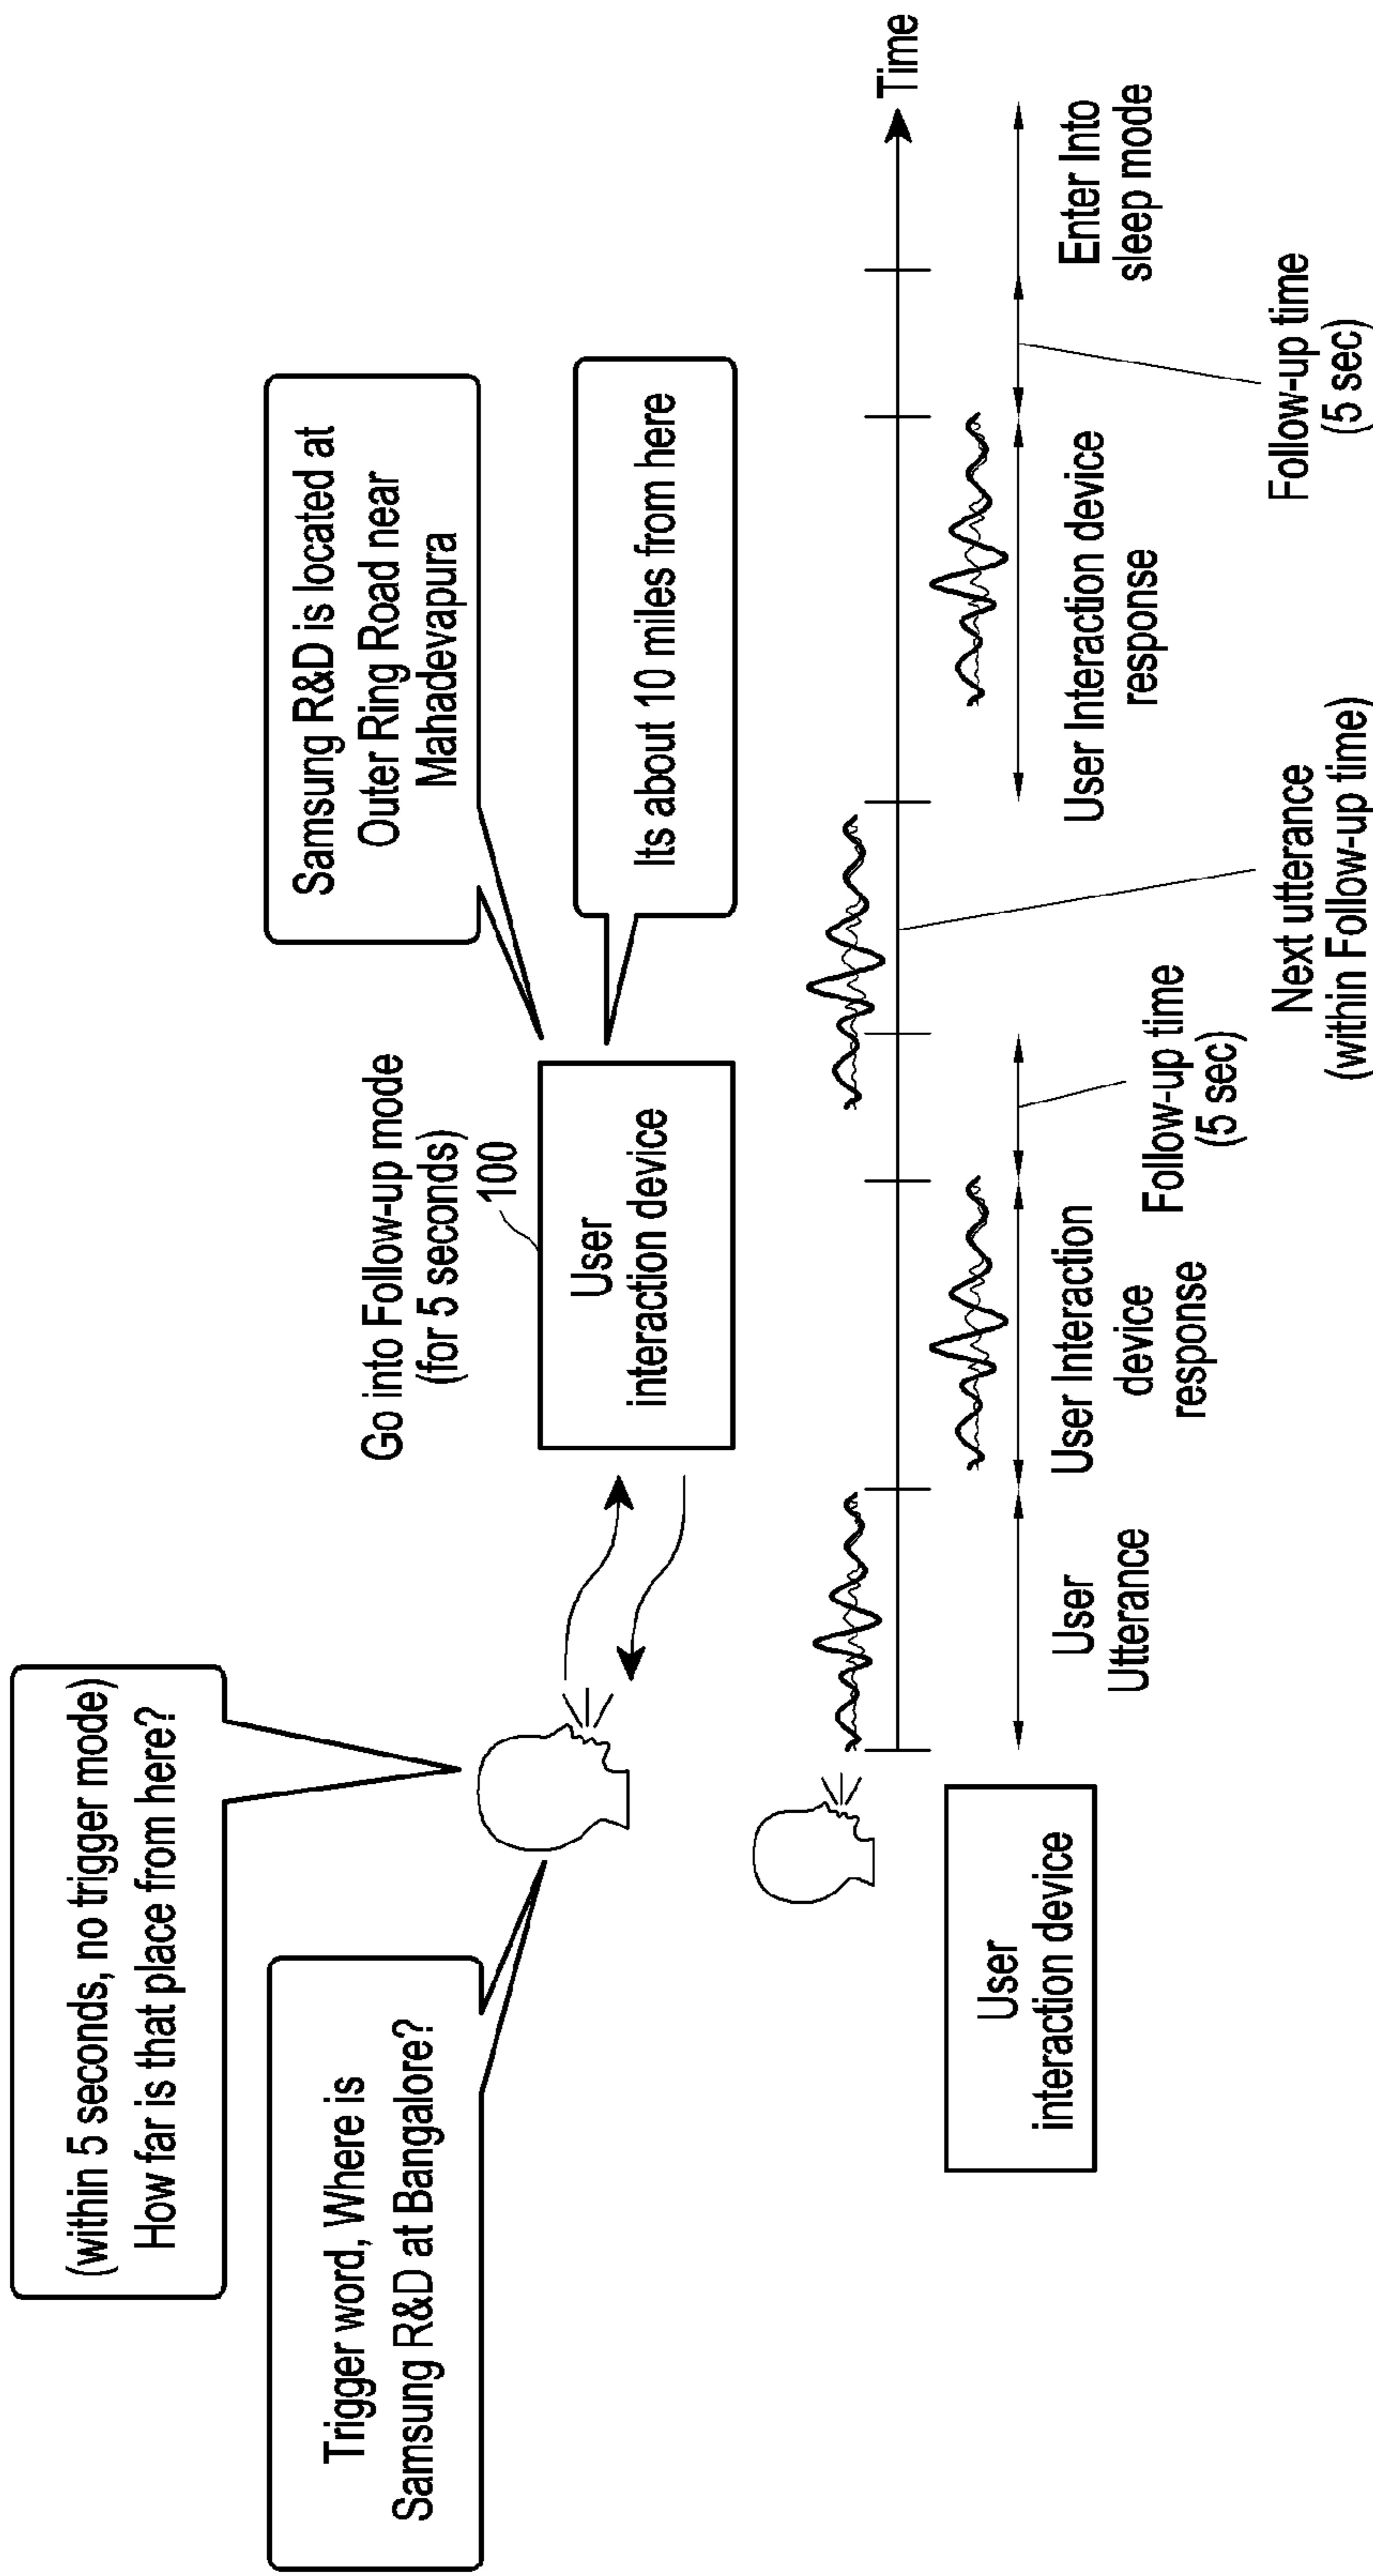 (within 5 seconds, no trigger mode)
How far is that place from here?
Trigger word, Where is
Samsung R&D at Bangalore?
Go into Follow-up mode
(for 5 seconds)
100
User
interaction device
Samsung R&D is located at
Outer Ring Road near
Mahadevapura
Its about 10 miles from here
Time
User
interaction device
User
Utterance
User Interaction
device
response
Follow-up time
(5 sec)
Next utterance
(within Follow-up time)
User Interaction device
response
Follow-up time
(5 sec)
Enter Into
sleep mode